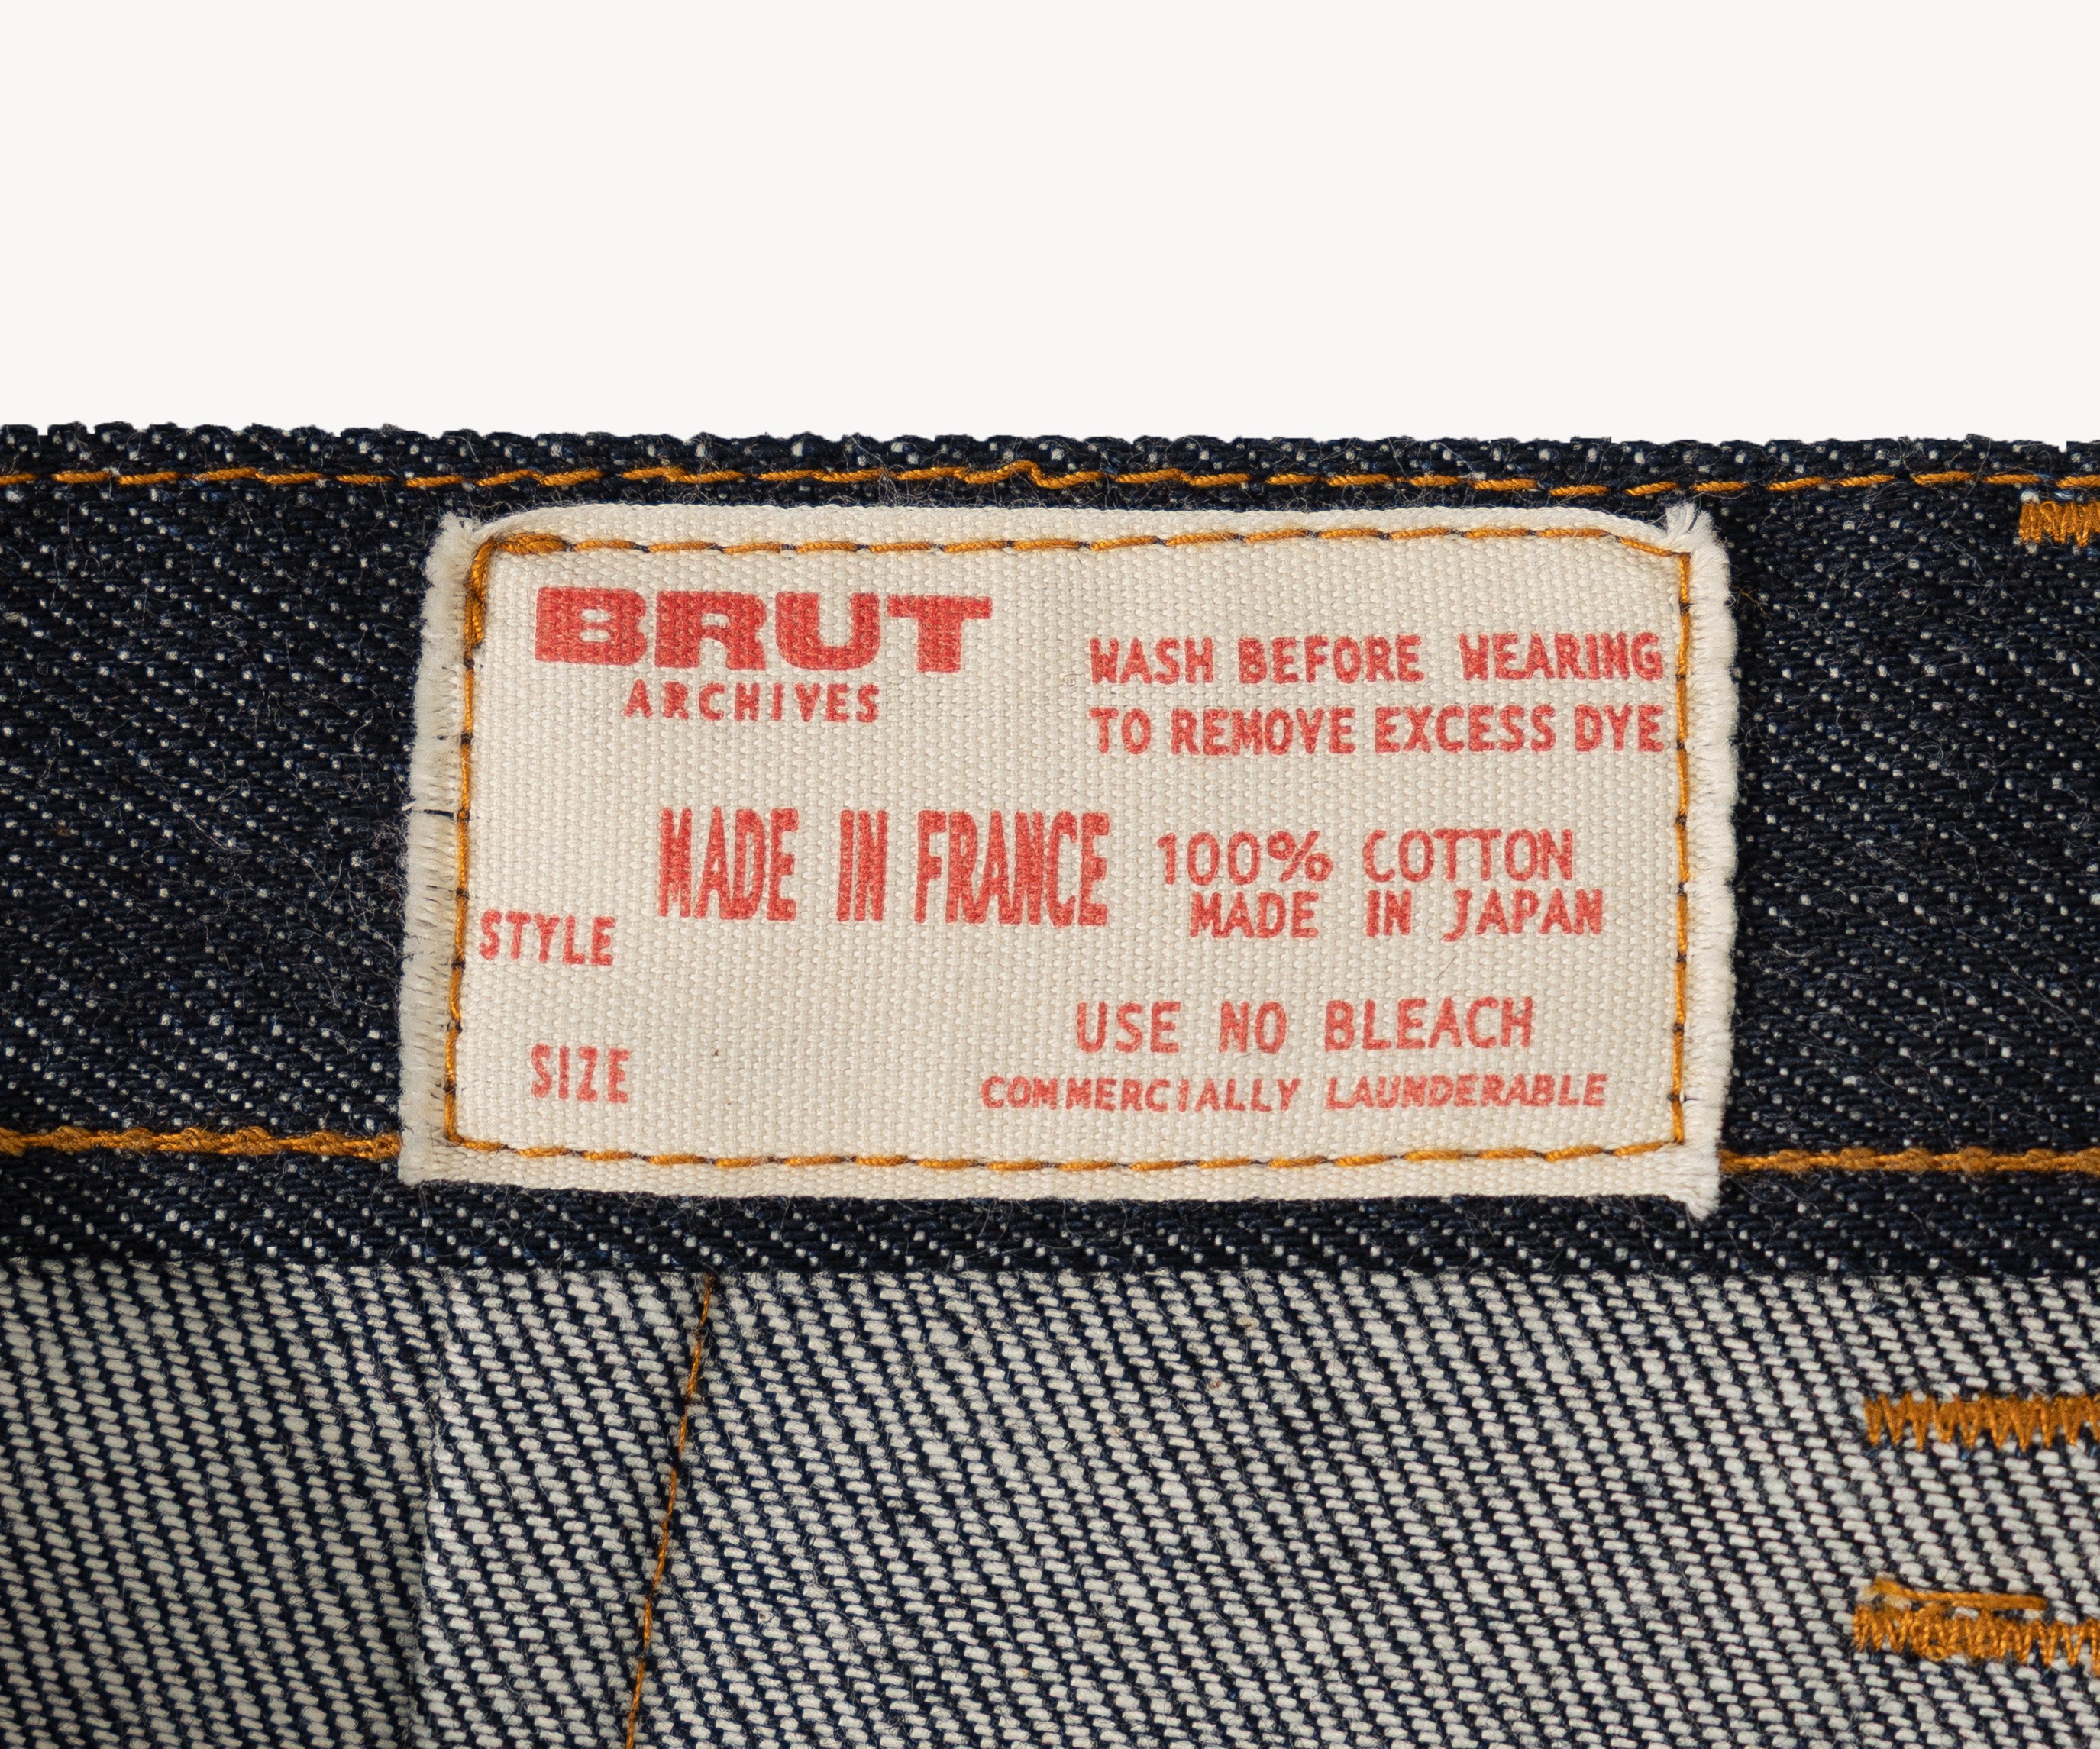 BRUT
ARCHIVES
WASH BEFORE WEARING
TO REMOVE EXCESS DYE
MADE IN FRANCE
100% COTTON
MADE IN JAPAN
STYLE
SIZE
USE NO BLEACH
COMMERCIALLY LAUNDERABLE